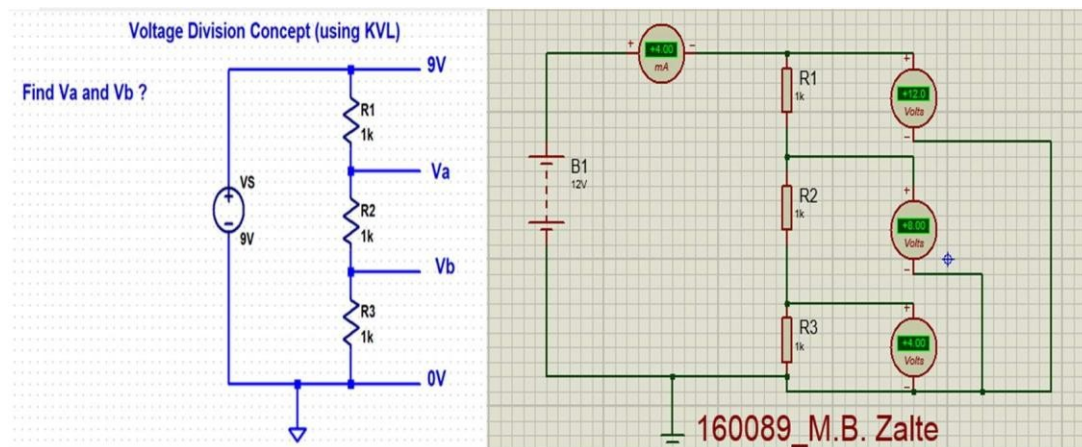 Voltage Division Concept (using KVL)
9V
Find Va and Vb ?
R1
1k
Va
VS
R2
1k
9V
Vb
R3
1k
0V
+ +4.00 -
mA
R1
1k
+
+12.0
Volts
-
B1
12V
R2
1k
+
+8.00
Volts
-
R3
1k
+
+4.00
Volts
-
160089_M.B. Zalte